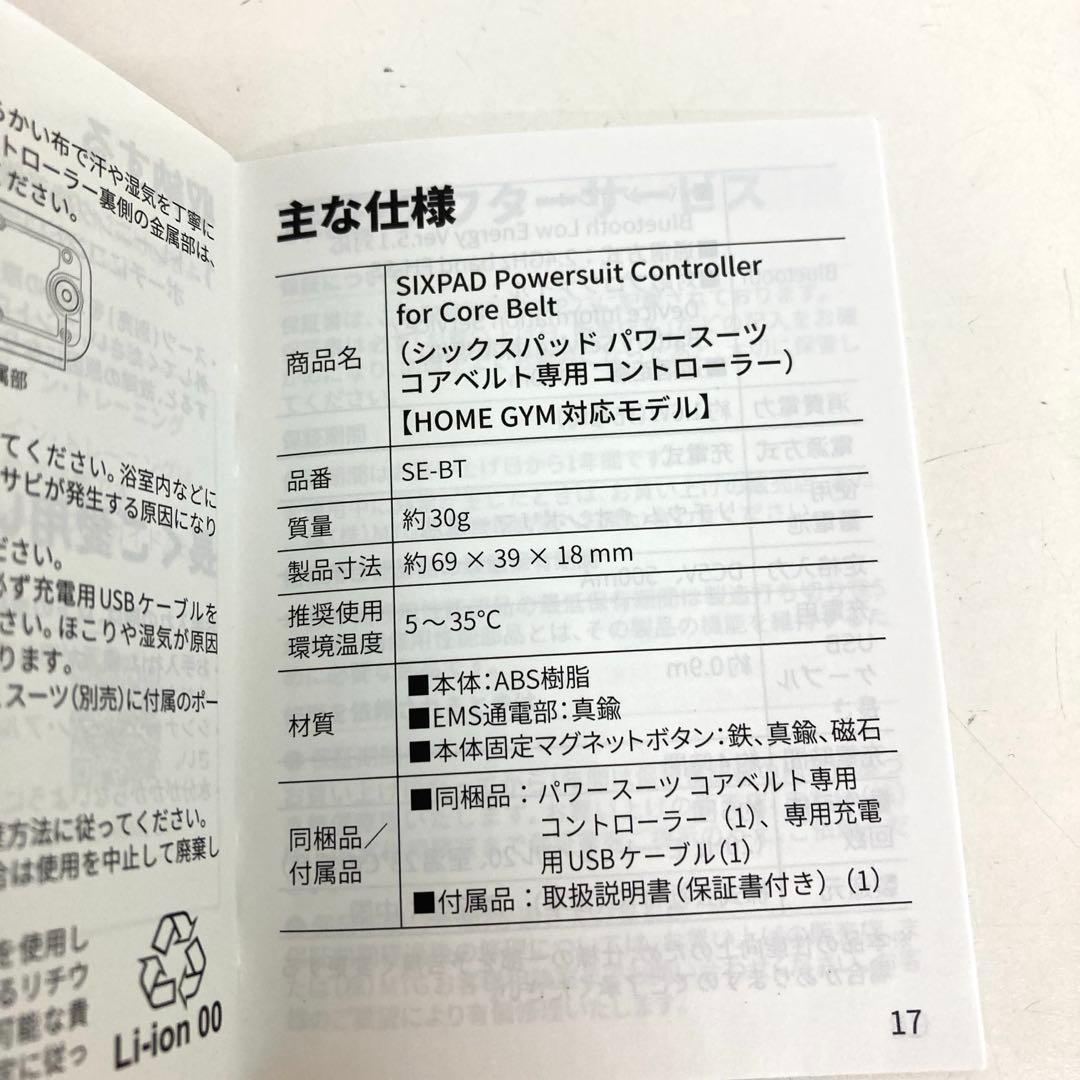 かい布で汗や湿気を丁寧に
トローラー裏側の金属部は、
ください。
属部
てください。浴室内などに
サビが発生する原因になり
ださい。
必ず充電用USBケーブルを
さい。ほこりや湿気が原因
ります。
スーツ(別売)に付属のポー
方法に従ってください。
合は使用を中止して廃棄し
を使用し
るリチウ
可能な貴
定に従っ
Li-ion 00
主な仕様
商品名
SIXPAD Powersuit Controller
for Core Belt
(シックスパッド パワースーツ
コアベルト専用コントローラー)
【HOME GYM対応モデル】
品番 SE-BT
質量 約30g
製品寸法 約69 × 39 × 18 mm
推奨使用
環境温度
5〜35℃
材質
■本体:ABS樹脂
■EMS通電部:真鍮
■本体固定マグネットボタン:鉄、真鍮、磁石
同梱品/
付属品
■同梱品:パワースーツ コアベルト専用
コントローラー (1)、専用充電
用USBケーブル(1)
■付属品:取扱説明書(保証書付き) (1)
17